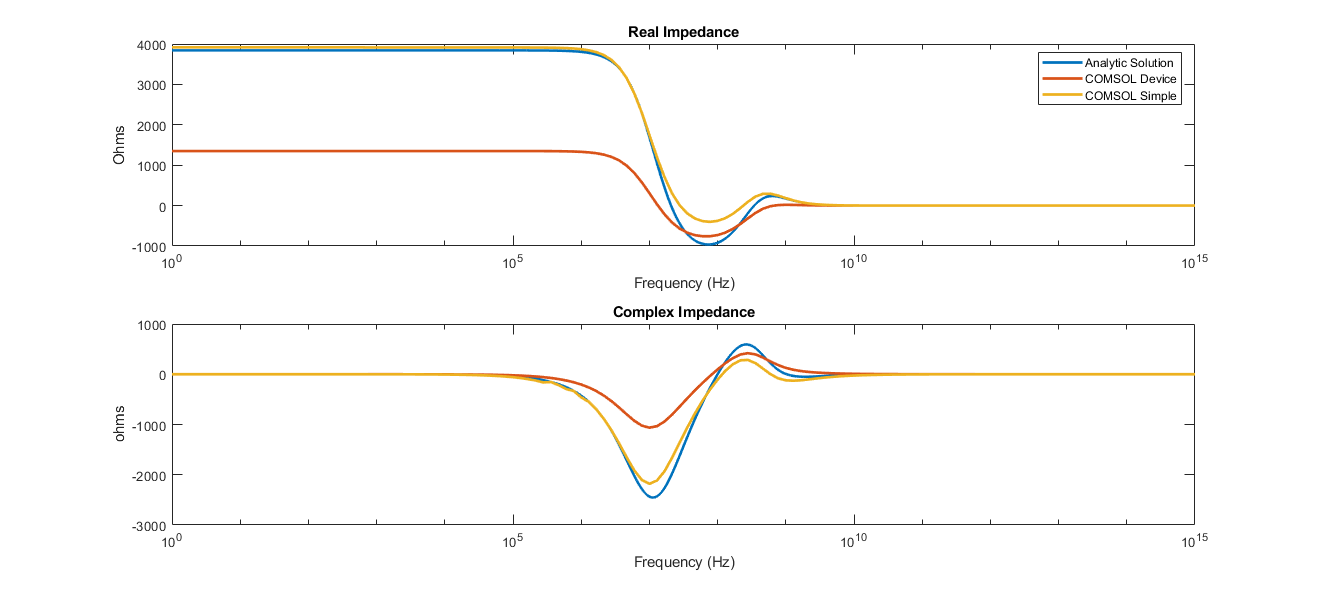 Real Impedance
4000
3000
2000
1000
0
-1000
Ohms
Analytic Solution
COMSOL Device
COMSOL Simple
10^0
10^5
10^10
10^15
Frequency (Hz)
Complex Impedance
1000
0
-1000
-2000
-3000
ohms
10^0
10^5
10^10
10^15
Frequency (Hz)